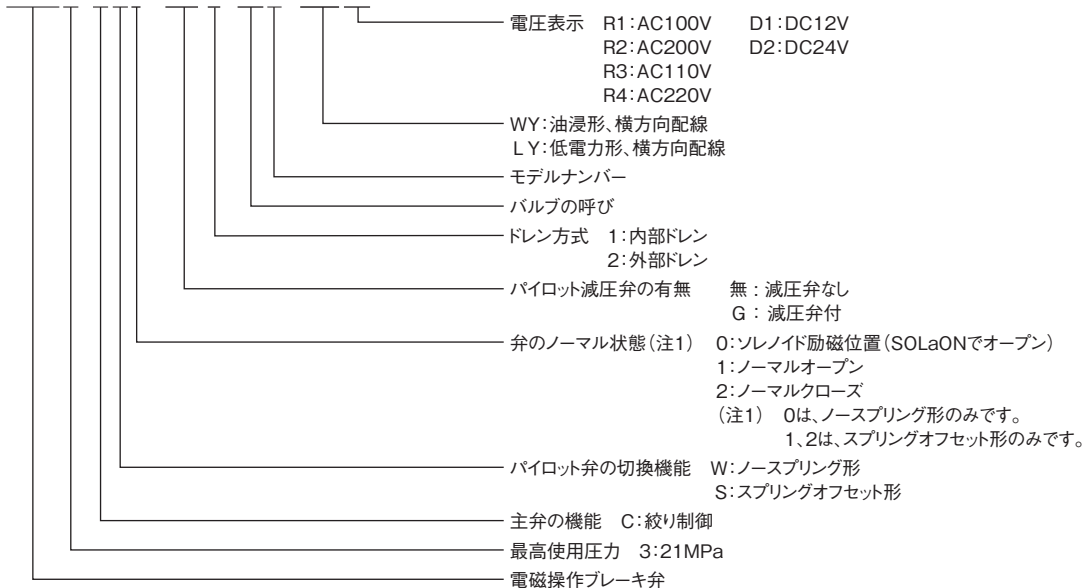 電圧表示 R1:AC100V D1:DC12V
R2:AC200V D2:DC24V
R3:AC110V
R4:AC220V
WY:油浸形、横方向配線
LY:低電力形、横方向配線
モデルナンバー
バルブの呼び
ドレン方式 1:内部ドレン
2:外部ドレン
パイロット減圧弁の有無 無:減圧弁なし
G:減圧弁付
弁のノーマル状態(注1) 0:ソレノイド励磁位置(SOLaONでオープン)
1:ノーマルオープン
2:ノーマルクローズ
(注1) 0は、ノースプリング形のみです。
1、2は、スプリングオフセット形のみです。
パイロット弁の切換機能 W:ノースプリング形
S:スプリングオフセット形
主弁の機能 C:絞り制御
最高使用圧力 3:21MPa
電磁操作ブレーキ弁